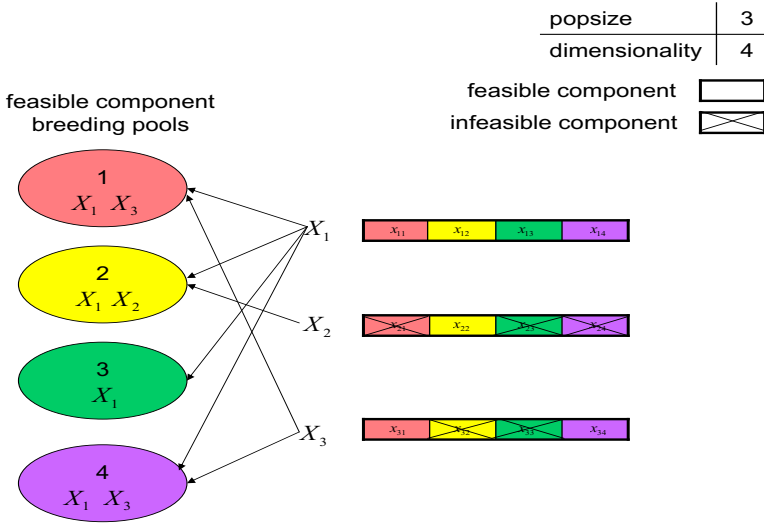 popsize 3
dimensionality 4
feasible component
infeasible component
feasible component
breeding pools
1
X₁ X₃
2
X₁ X₂
3
X₁
4
X₁ X₃
X₁
x₁₁ x₁₂ x₁₃ x₁₄
X₂
x₂₁ x₂₂ x₂₃ x₂₄
X₃
x₃₁ x₃₂ x₃₃ x₃₄